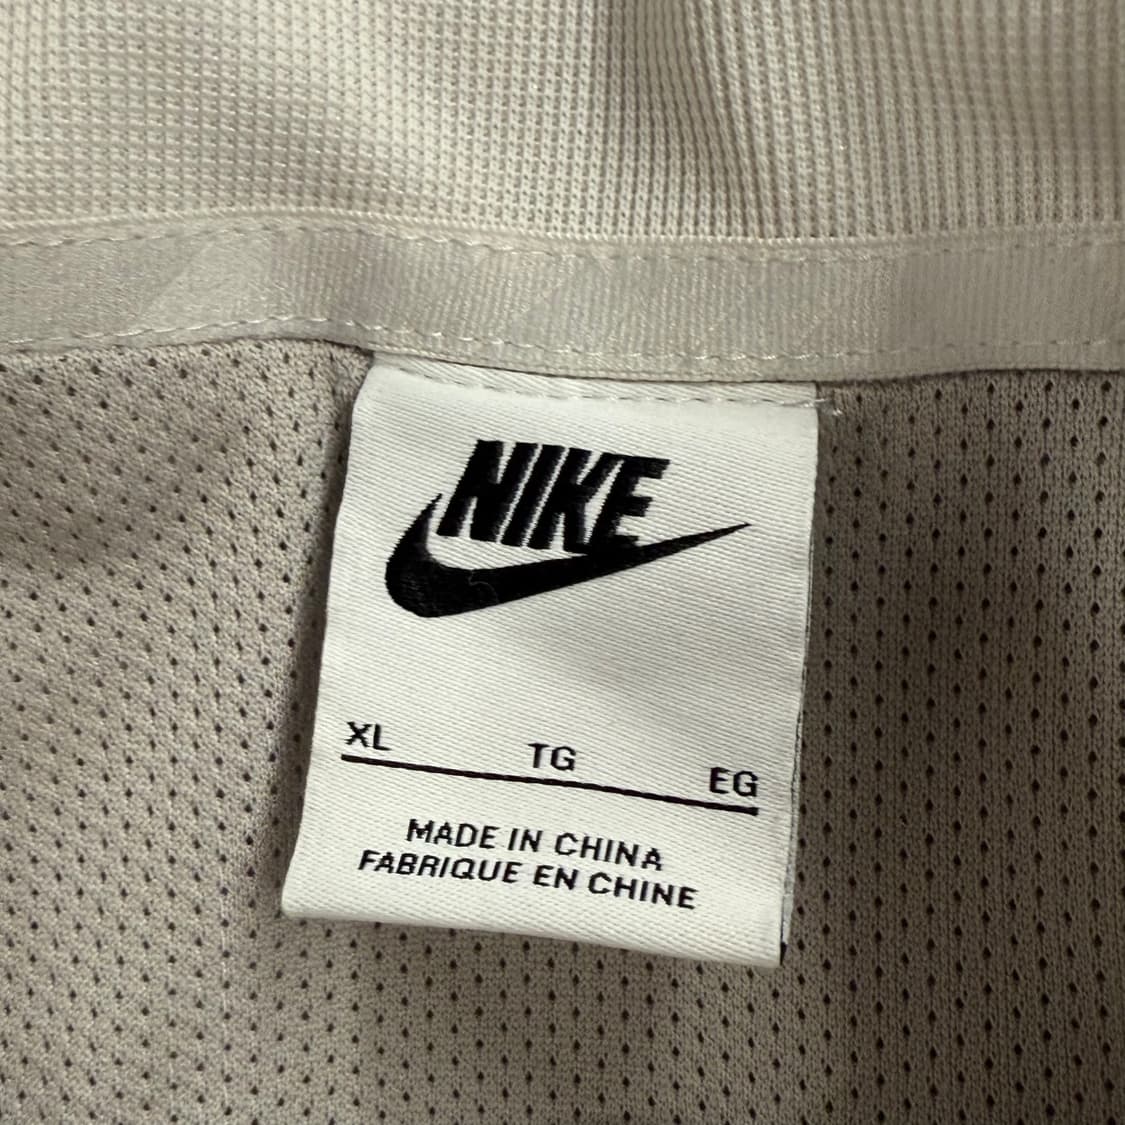 NIKE
XL TG EG
MADE IN CHINA
FABRIQUE EN CHINE